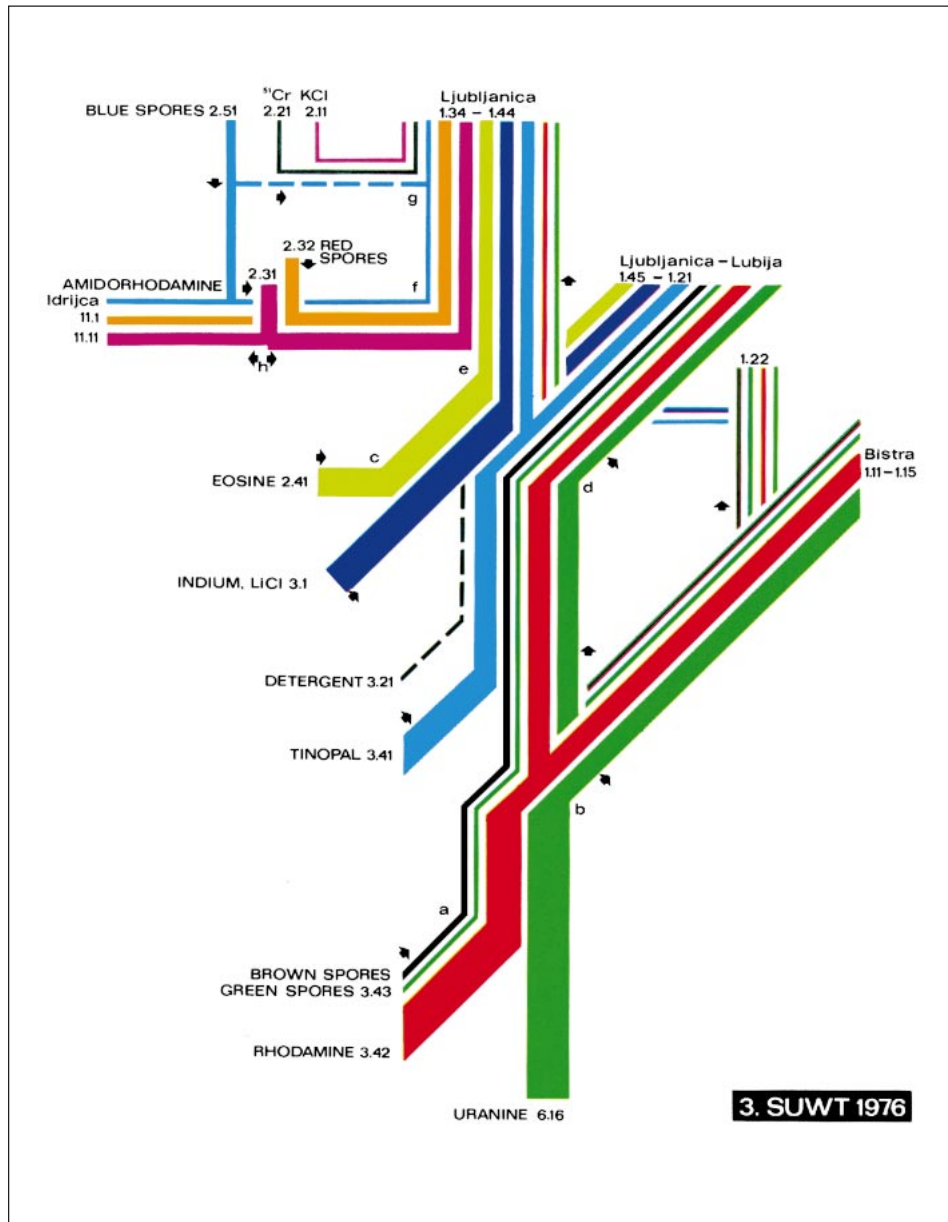 ⁵¹Cr KCl
BLUE SPORES 2.51
2.21 2.11
Ljubljanica
1.34 – 1.44
g
2.32 RED
SPORES
2.31
AMIDORHODAMINE
Idrijca
11.1
11.11
h
f
Ljubljanica – Lubija
1.45 – 1.21
e
1.22
c
EOSINE 2.41
d
Bistra
1.11–1.15
INDIUM, LiCl 3.1
DETERGENT 3.21
TINOPAL 3.41
b
a
BROWN SPORES
GREEN SPORES 3.43
RHODAMINE 3.42
URANINE 6.16
3. SUWT 1976